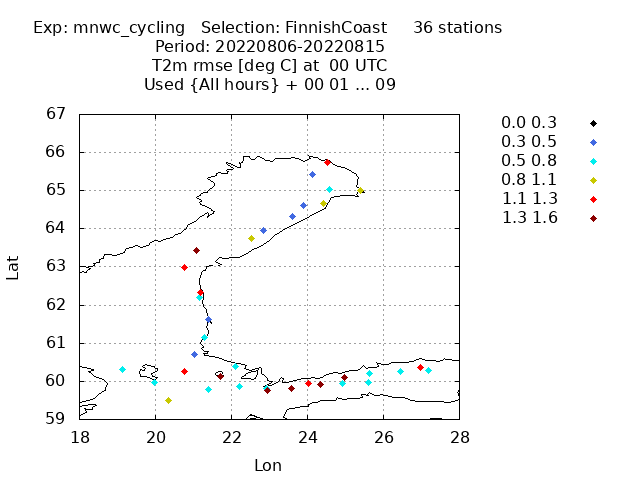 Exp: mnwc_cycling   Selection: FinnishCoast     36 stations
Period: 20220806-20220815
T2m rmse [deg C] at  00 UTC
Used {All hours} + 00 01 ... 09
67
66
65
64
63
62
61
60
59
Lat
18 20 22 24 26 28
Lon
0.0 0.3
0.3 0.5
0.5 0.8
0.8 1.1
1.1 1.3
1.3 1.6